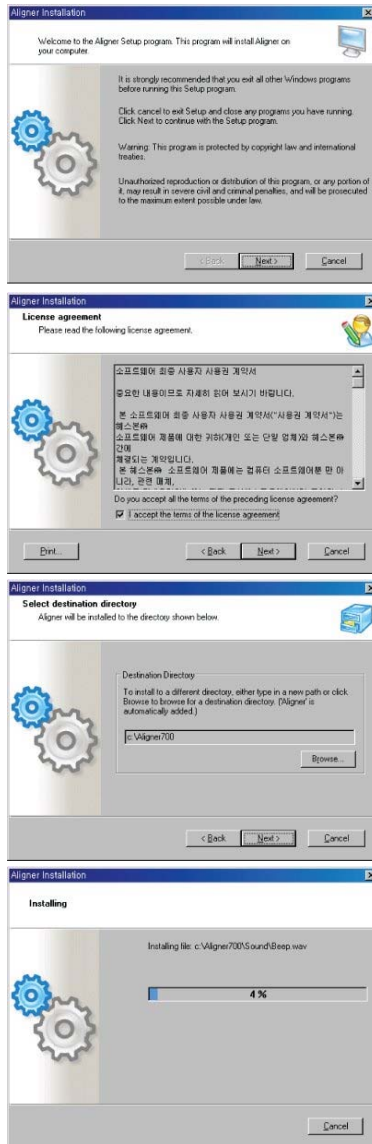 Aligner Installation
Welcome to the Aligner Setup program. This program will install Aligner on
your computer.
It is strongly recommended that you exit all other Windows programs
before running this Setup program.
Click cancel to exit Setup and close any programs you have running.
Click Next to continue with the Setup program.
Warning: This program is protected by copyright law and international
treaties.
Unauthorized reproduction or distribution of this program, or any portion of
it, may result in severe civil and criminal penalties, and will be prosecuted
to the maximum extent possible under law.
< Back Next > Cancel
Aligner Installation
License agreement
Please read the following license agreement.
소프트웨어 최종 사용자 사용권 계약서
중요한 내용이므로 자세히 읽어 보시기 바랍니다.
본 소프트웨어 최종 사용자 사용권 계약서("사용권 계약서")는
헤스본㈜
소프트웨어 제품에 대한 귀하(개인 또는 단일 업체)와 헤스본㈜
간에
체결되는 계약입니다.
본 헤스본㈜ 소프트웨어 제품에는 컴퓨터 소프트웨어뿐 만 아
니라, 관련 매체,
Do you accept all the terms of the preceding license agreement?
I accept the terms of the license agreement
Print... < Back Next > Cancel
Aligner Installation
Select destination directory
Aligner will be installed to the directory shown below.
Destination Directory
To install to a different directory, either type in a new path or click
Browse to browse for a destination directory. ('Aligner' is
automatically added.)
c:\Aligner700
Browse...
< Back Next > Cancel
Aligner Installation
Installing
Installing file: c:\Aligner700\Sound\Beep.wav
4 %
Cancel